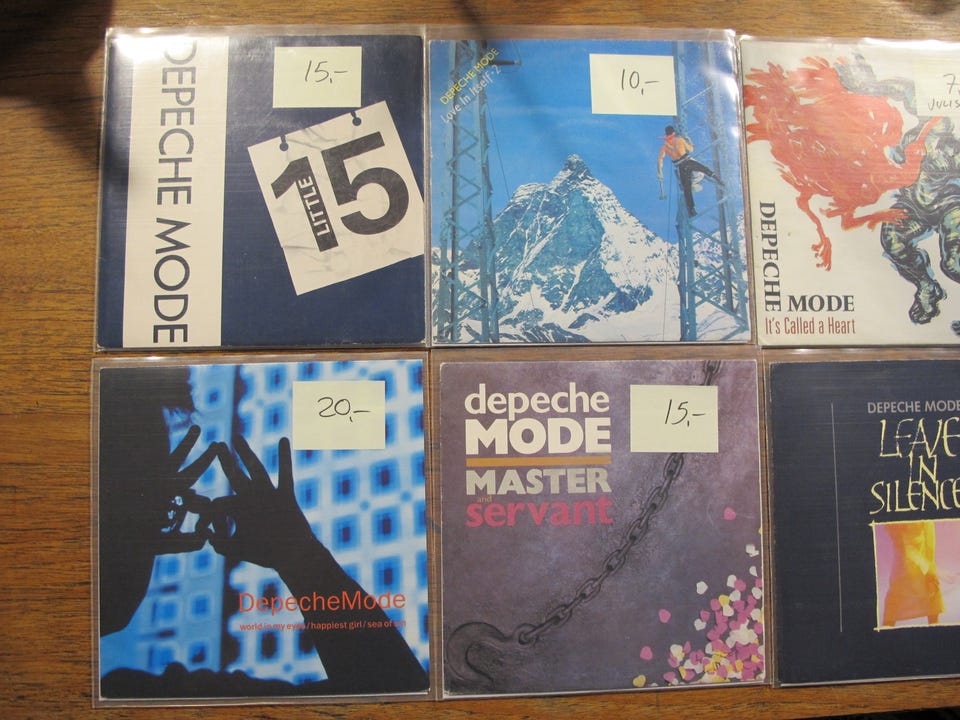 DEPECHE MODE
15,-
LITTLE
15
DEPECHE MODE
Love In Itself·2
10,-
7,
DEPECHE
MODE
It's Called a Heart
20,-
DepecheMode
world in my eyes / happiest girl / sea of sin
depeche
MODE
MASTER
and
servant
15,-
DEPECHE MODE
LEAVE
IN
SILENCE